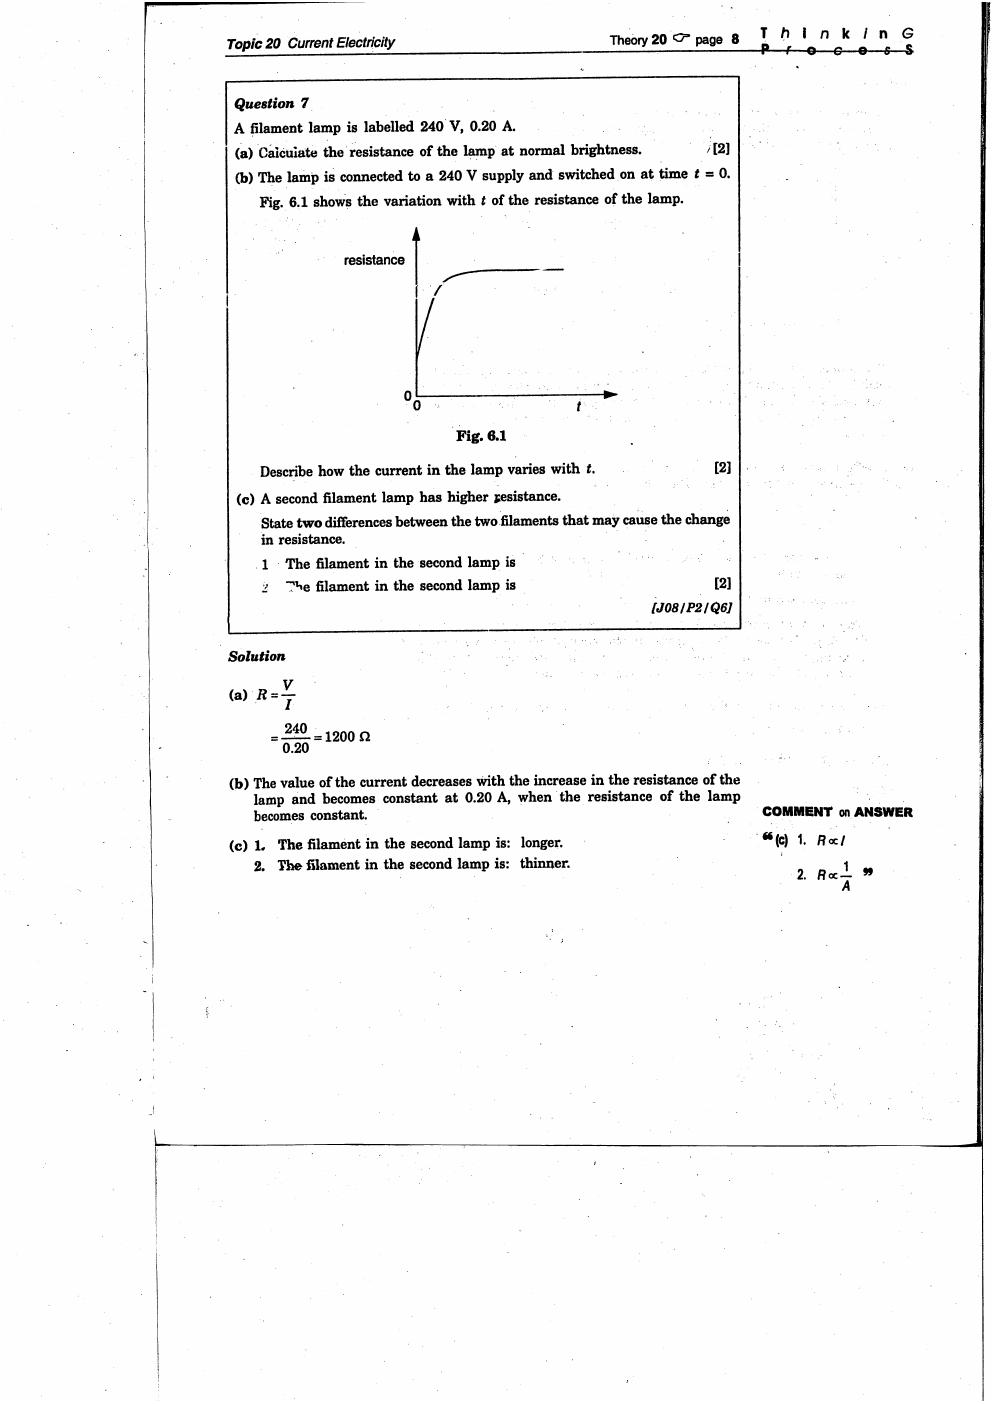 Topic 20 Current Electricity
Theory 20 ☞ page 8
T h I n k I n G
P r o c e s S
Question 7
A filament lamp is labelled 240 V, 0.20 A.
(a) Calculate the resistance of the lamp at normal brightness. [2]
(b) The lamp is connected to a 240 V supply and switched on at time t = 0.
Fig. 6.1 shows the variation with t of the resistance of the lamp.
resistance
0
0
t
Fig. 6.1
Describe how the current in the lamp varies with t. [2]
(c) A second filament lamp has higher resistance.
State two differences between the two filaments that may cause the change
in resistance.
1 The filament in the second lamp is
2 The filament in the second lamp is [2]
[J08/P2/Q6]
Solution
(a) R = V/I
= 240/0.20 = 1200 Ω
(b) The value of the current decreases with the increase in the resistance of the
lamp and becomes constant at 0.20 A, when the resistance of the lamp
becomes constant.
(c) 1. The filament in the second lamp is: longer.
2. The filament in the second lamp is: thinner.
COMMENT on ANSWER
❝(c) 1. R ∝ l
2. R ∝ 1/A ❞